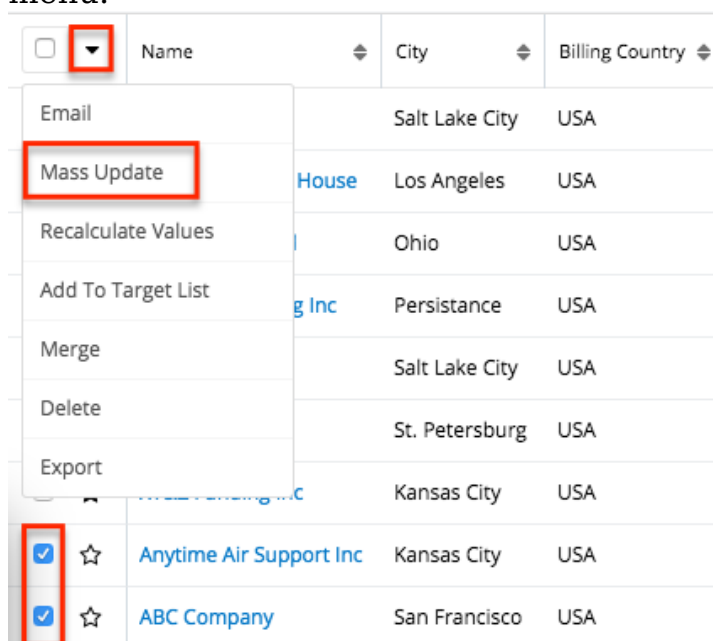 menu.
Name City Billing Country
Email Salt Lake City USA
Mass Update House Los Angeles USA
Recalculate Values Ohio USA
Add To Target List g Inc Persistance USA
Merge Salt Lake City USA
Delete St. Petersburg USA
Export Kansas City USA
Anytime Air Support Inc Kansas City USA
ABC Company San Francisco USA